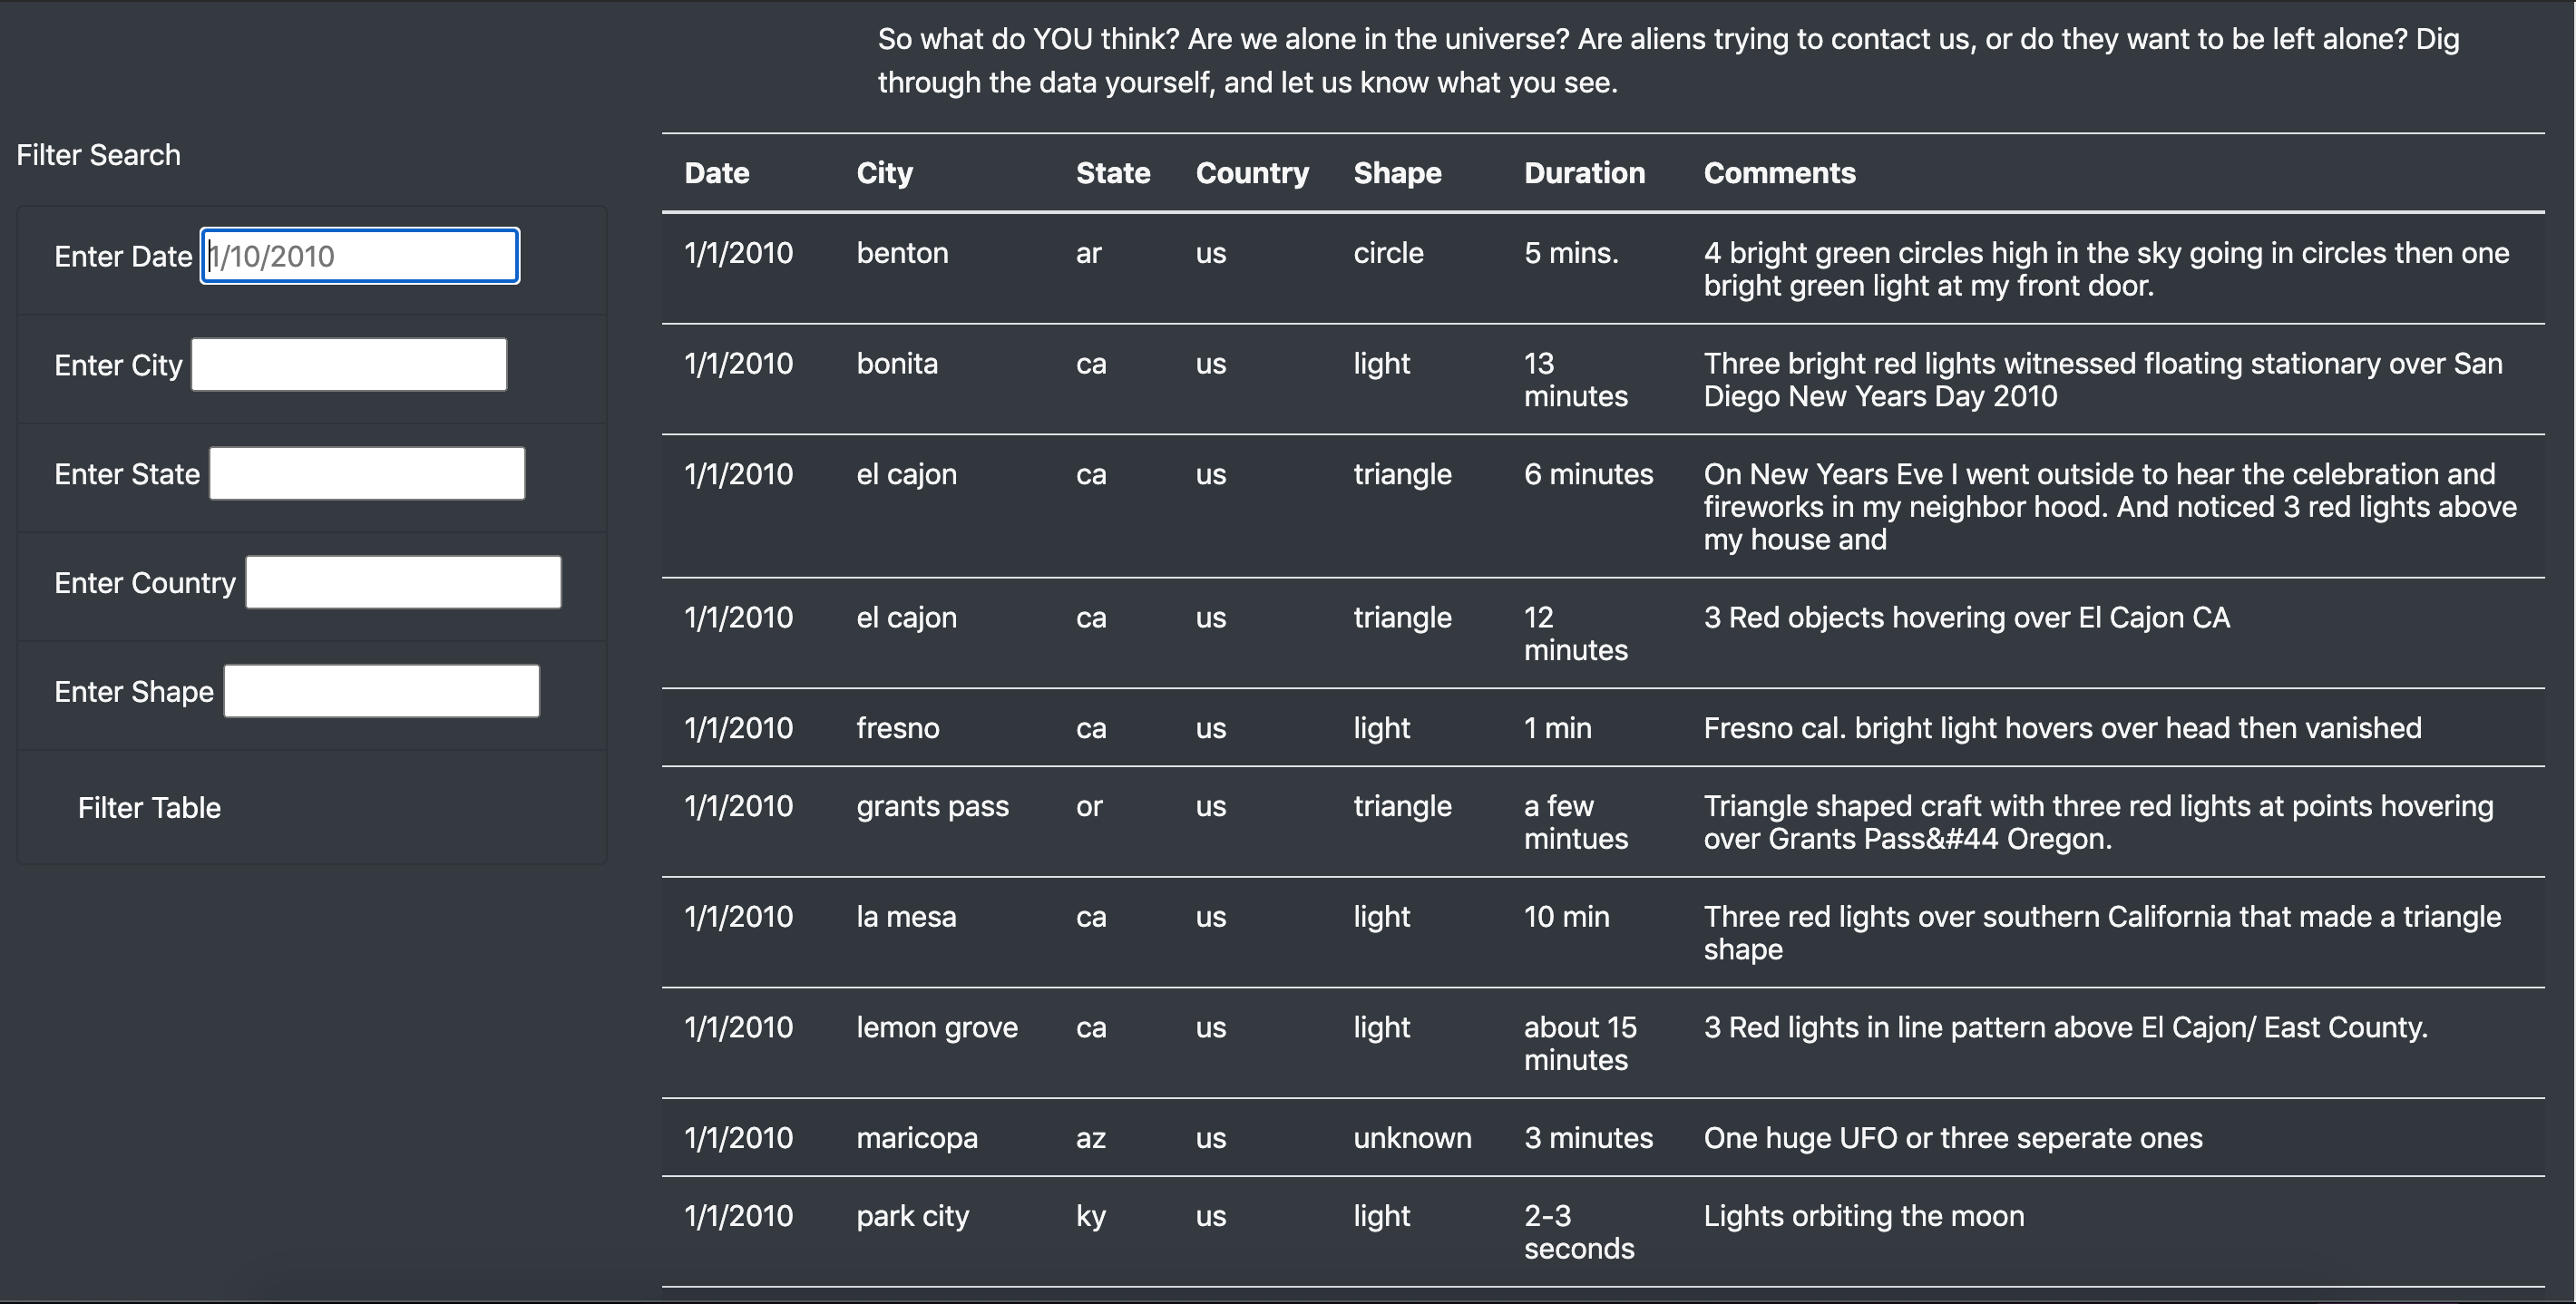 So what do YOU think? Are we alone in the universe? Are aliens trying to contact us, or do they want to be left alone? Dig
through the data yourself, and let us know what you see.
Filter Search
Enter Date 1/10/2010
Enter City
Enter State
Enter Country
Enter Shape
Filter Table
Date City State Country Shape Duration Comments
1/1/2010 benton ar us circle 5 mins. 4 bright green circles high in the sky going in circles then one
bright green light at my front door.
1/1/2010 bonita ca us light 13 Three bright red lights witnessed floating stationary over San
minutes Diego New Years Day 2010
1/1/2010 el cajon ca us triangle 6 minutes On New Years Eve I went outside to hear the celebration and
fireworks in my neighbor hood. And noticed 3 red lights above
my house and
1/1/2010 el cajon ca us triangle 12 3 Red objects hovering over El Cajon CA
minutes
1/1/2010 fresno ca us light 1 min Fresno cal. bright light hovers over head then vanished
1/1/2010 grants pass or us triangle a few Triangle shaped craft with three red lights at points hovering
mintues over Grants Pass&#44 Oregon.
1/1/2010 la mesa ca us light 10 min Three red lights over southern California that made a triangle
shape
1/1/2010 lemon grove ca us light about 15 3 Red lights in line pattern above El Cajon/ East County.
minutes
1/1/2010 maricopa az us unknown 3 minutes One huge UFO or three seperate ones
1/1/2010 park city ky us light 2-3 Lights orbiting the moon
seconds